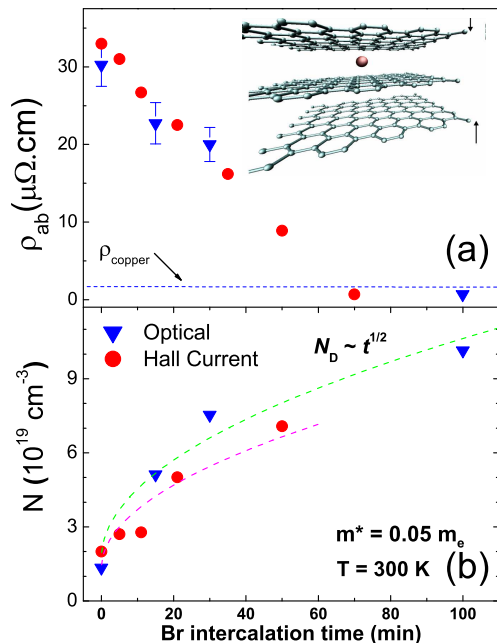 (a)
30
20
10
0
ρab(μΩ.cm)
ρcopper
Optical
Hall Current
ND ~ t1/2
9
6
3
0
N (10^19 cm-3)
m* = 0.05 me
T = 300 K
(b)
0 20 40 60 80 100
Br intercalation time (min)